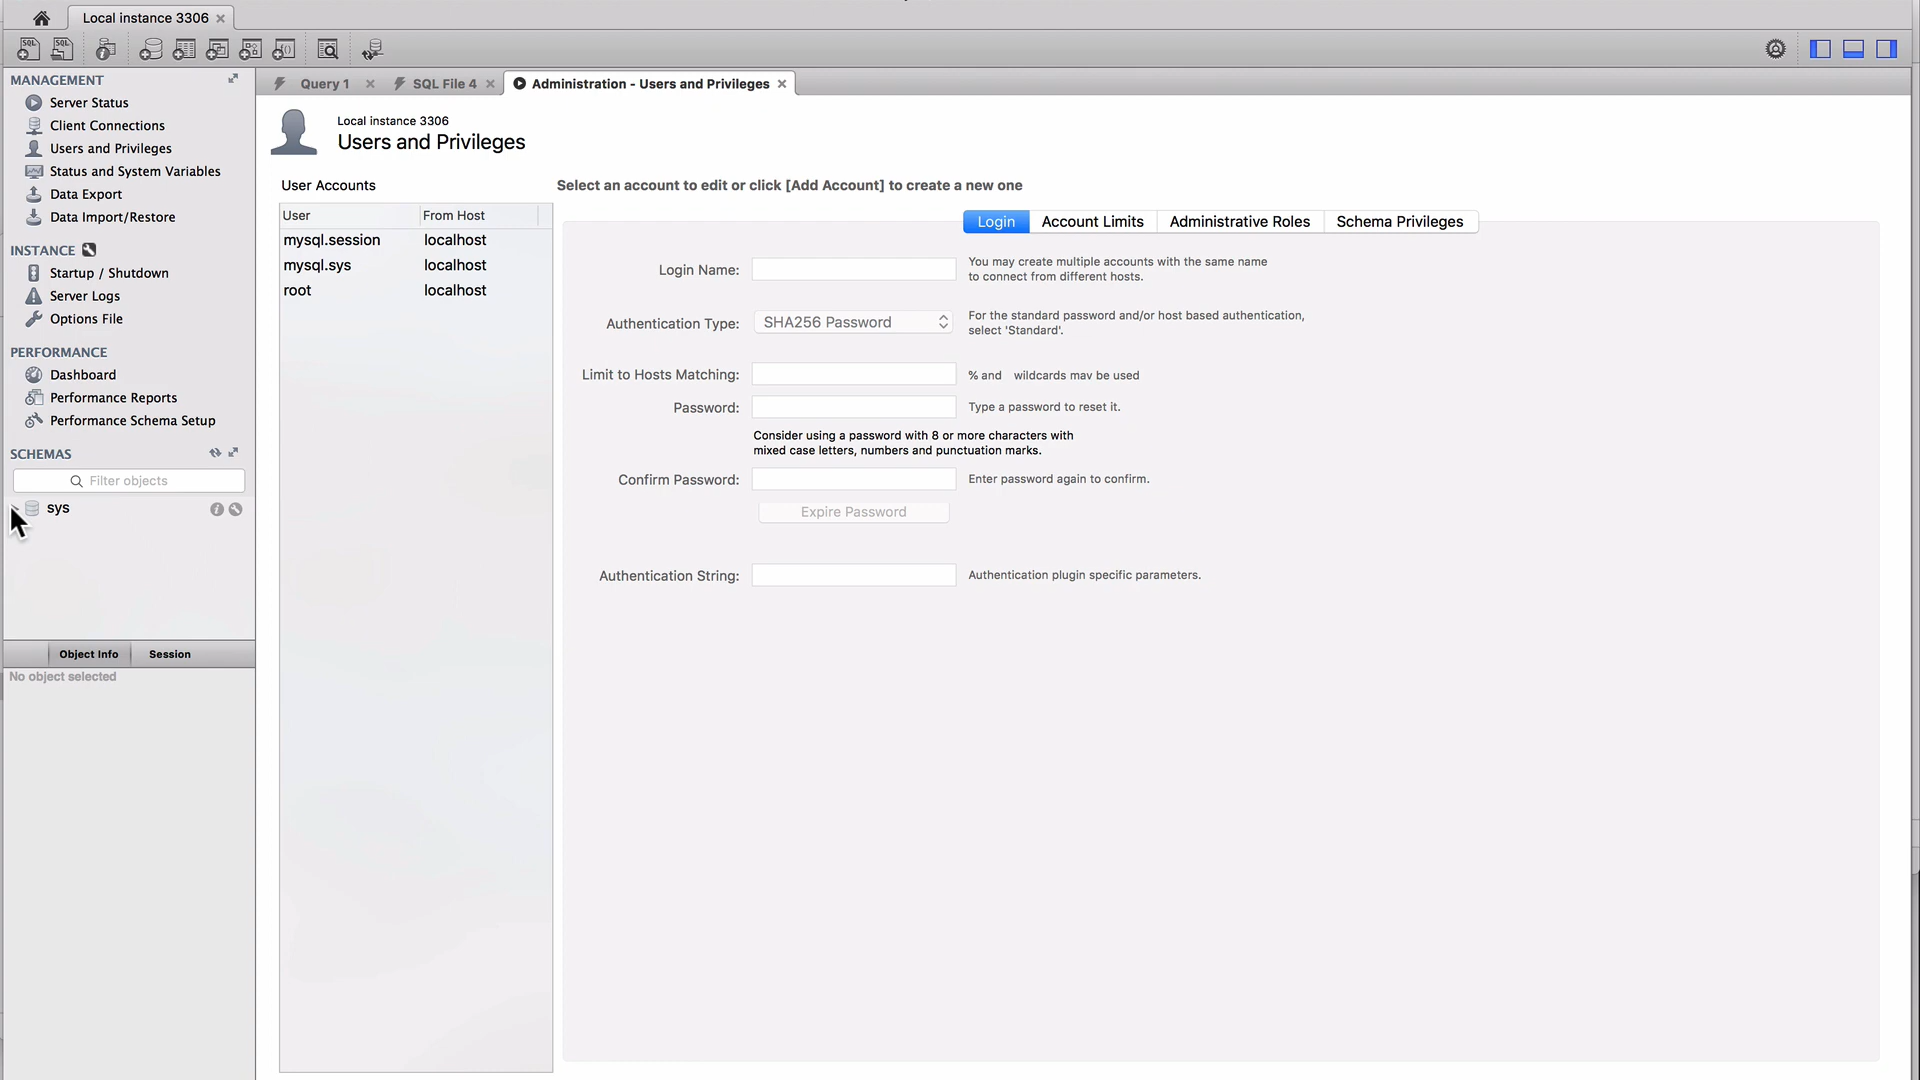 Local instance 3306
SQL
SQL
MANAGEMENT
Server Status
Client Connections
Users and Privileges
Status and System Variables
Data Export
Data Import/Restore
INSTANCE
Startup / Shutdown
Server Logs
Options File
PERFORMANCE
Dashboard
Performance Reports
Performance Schema Setup
SCHEMAS
Filter objects
sys
Object Info
Session
No object selected
Query 1
SQL File 4
Administration - Users and Privileges
Local instance 3306
Users and Privileges
User Accounts
User From Host
mysql.session localhost
mysql.sys localhost
root localhost
Select an account to edit or click [Add Account] to create a new one
Login
Account Limits
Administrative Roles
Schema Privileges
Login Name:
You may create multiple accounts with the same name
to connect from different hosts.
Authentication Type:
SHA256 Password
For the standard password and/or host based authentication,
select 'Standard'.
Limit to Hosts Matching:
% and wildcards may be used
Password:
Type a password to reset it.
Consider using a password with 8 or more characters with
mixed case letters, numbers and punctuation marks.
Confirm Password:
Enter password again to confirm.
Expire Password
Authentication String:
Authentication plugin specific parameters.